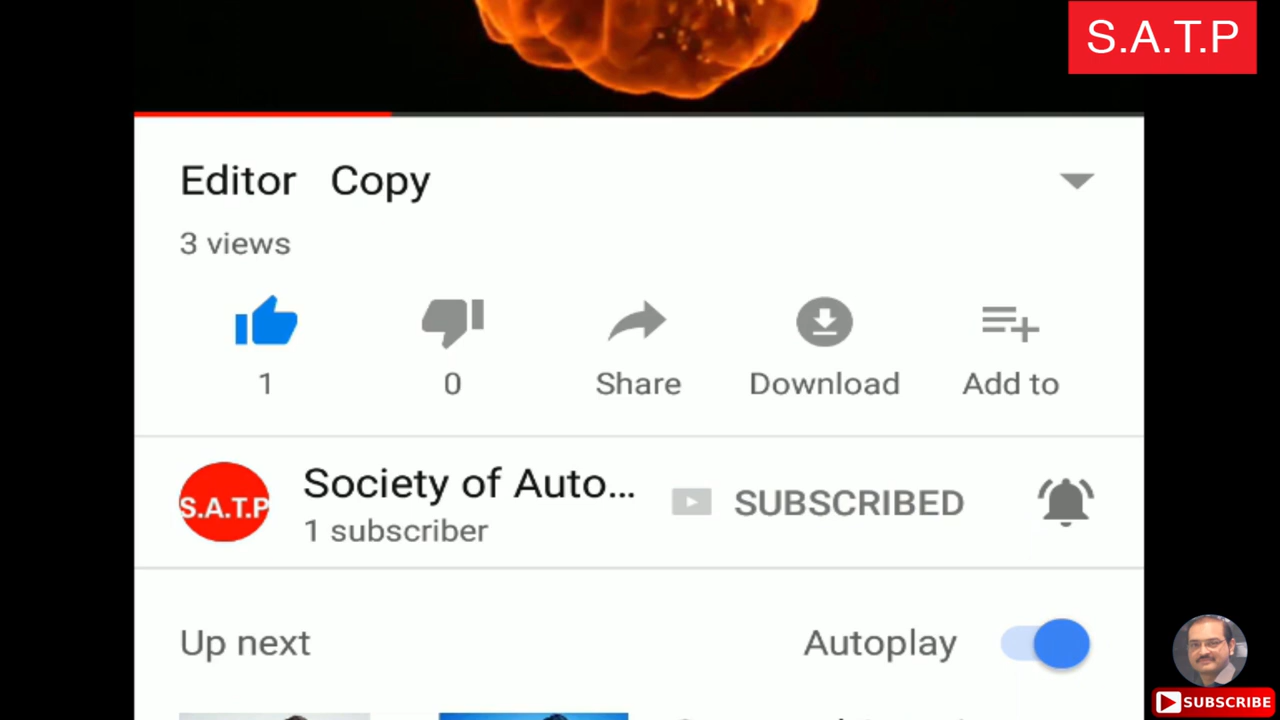 S.A.T.P
Editor Copy
3 views
1
0
Share
Download
Add to
S.A.T.P
Society of Auto...
1 subscriber
SUBSCRIBED
Up next
Autoplay
SUBSCRIBE